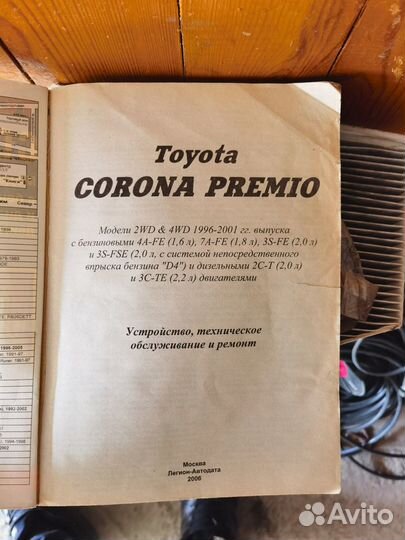 Toyota
CORONA PREMIO
Модели 2WD & 4WD 1996-2001 гг. выпуска
с бензиновыми 4A-FE (1,6 л), 7A-FE (1,8 л), 3S-FE (2,0 л)
и 3S-FSE (2,0 л, с системой непосредственного
впрыска бензина "D4") и дизельными 2C-T (2,0 л)
и 3C-TE (2,2 л) двигателями
Устройство, техническое
обслуживание и ремонт
Москва
Легион-Автодата
2006
Avito